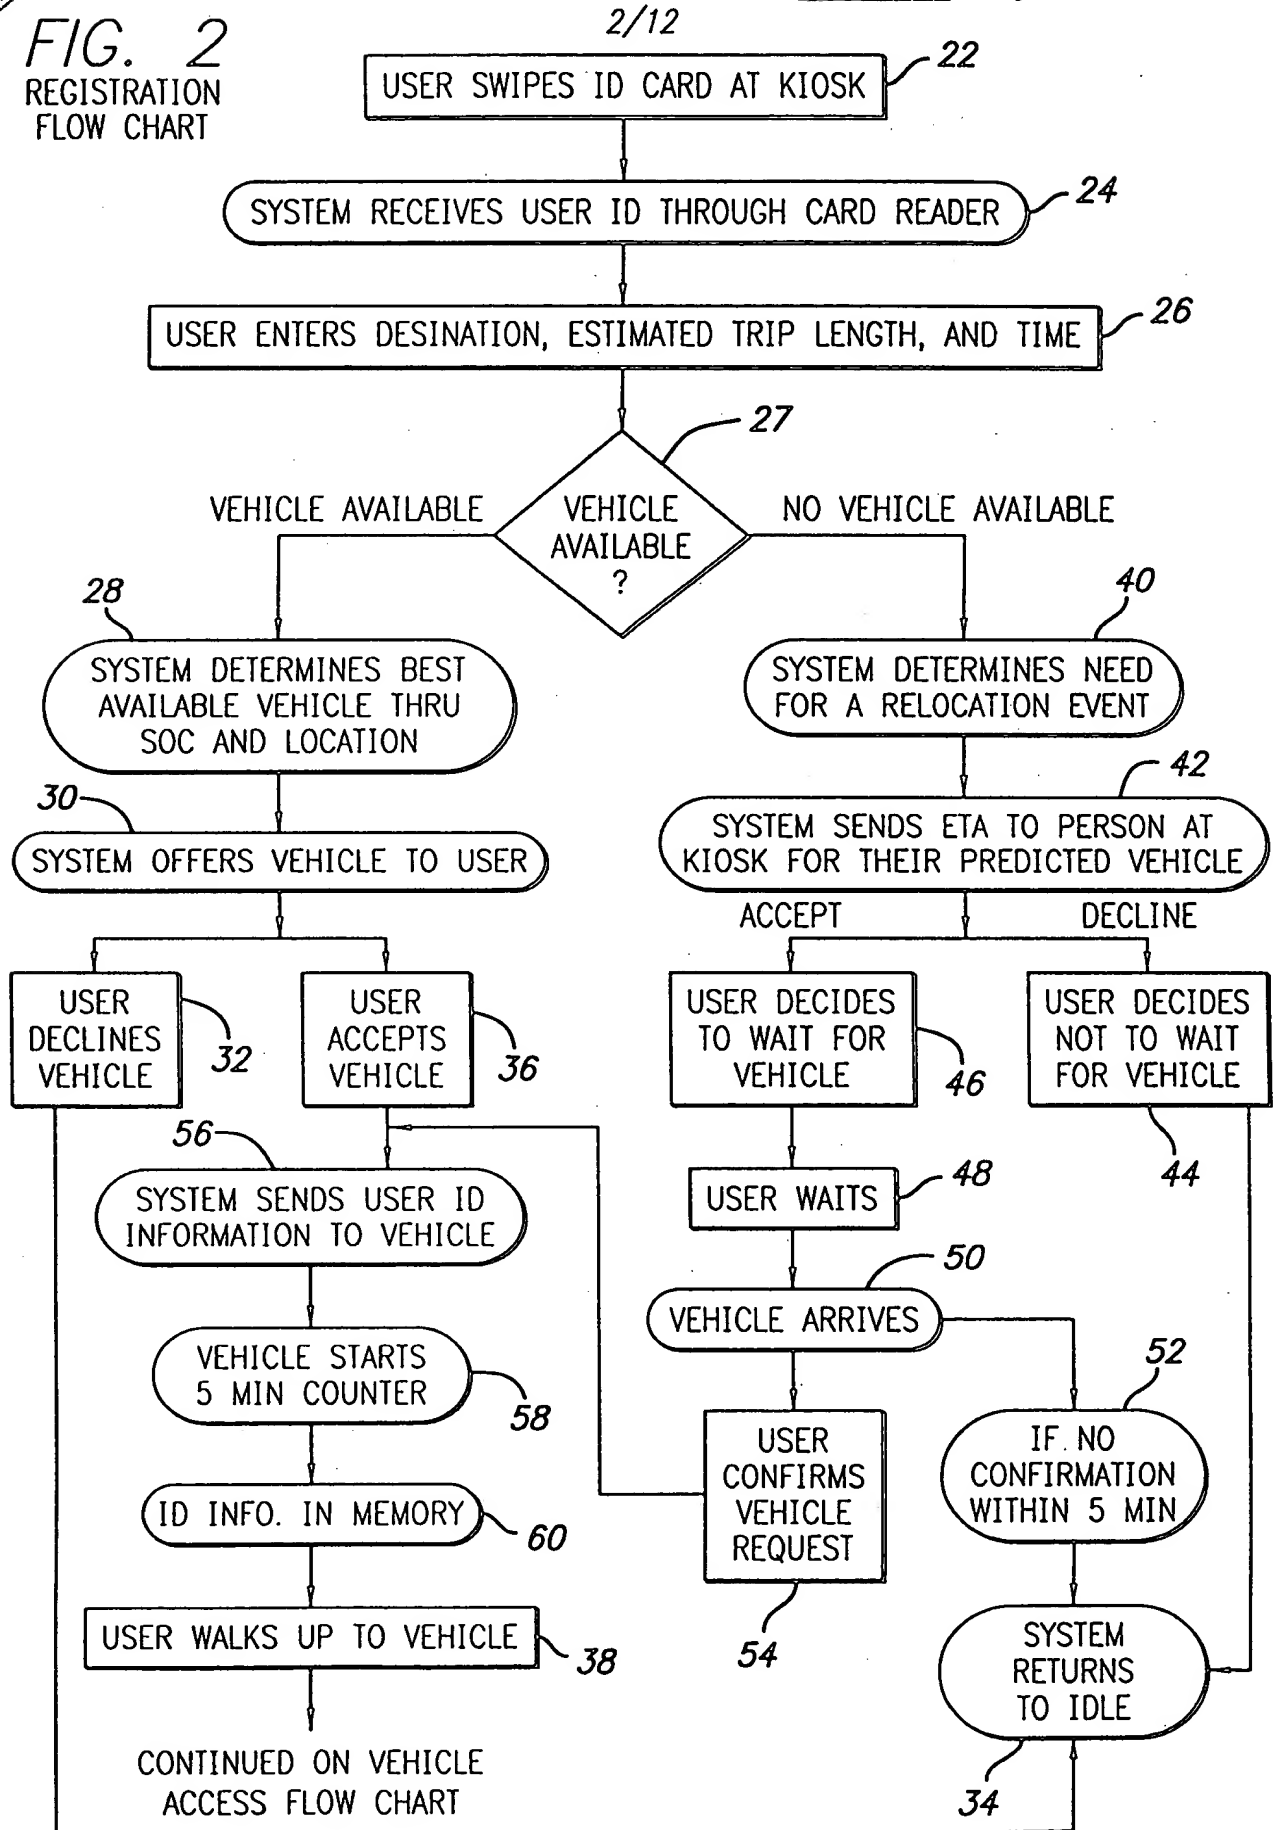 2/12
FIG. 2
REGISTRATION
FLOW CHART
USER SWIPES ID CARD AT KIOSK
22
SYSTEM RECEIVES USER ID THROUGH CARD READER
24
USER ENTERS DESINATION, ESTIMATED TRIP LENGTH, AND TIME
26
27
VEHICLE AVAILABLE
VEHICLE
AVAILABLE
?
NO VEHICLE AVAILABLE
28
SYSTEM DETERMINES BEST
AVAILABLE VEHICLE THRU
SOC AND LOCATION
40
SYSTEM DETERMINES NEED
FOR A RELOCATION EVENT
30
SYSTEM OFFERS VEHICLE TO USER
42
SYSTEM SENDS ETA TO PERSON AT
KIOSK FOR THEIR PREDICTED VEHICLE
ACCEPT
DECLINE
USER
DECLINES
VEHICLE
32
USER
ACCEPTS
VEHICLE
36
USER DECIDES
TO WAIT FOR
VEHICLE
46
USER DECIDES
NOT TO WAIT
FOR VEHICLE
44
56
SYSTEM SENDS USER ID
INFORMATION TO VEHICLE
USER WAITS
48
50
VEHICLE ARRIVES
VEHICLE STARTS
5 MIN COUNTER
58
52
IF NO
CONFIRMATION
WITHIN 5 MIN
USER
CONFIRMS
VEHICLE
REQUEST
54
ID INFO. IN MEMORY
60
USER WALKS UP TO VEHICLE
38
SYSTEM
RETURNS
TO IDLE
34
CONTINUED ON VEHICLE
ACCESS FLOW CHART